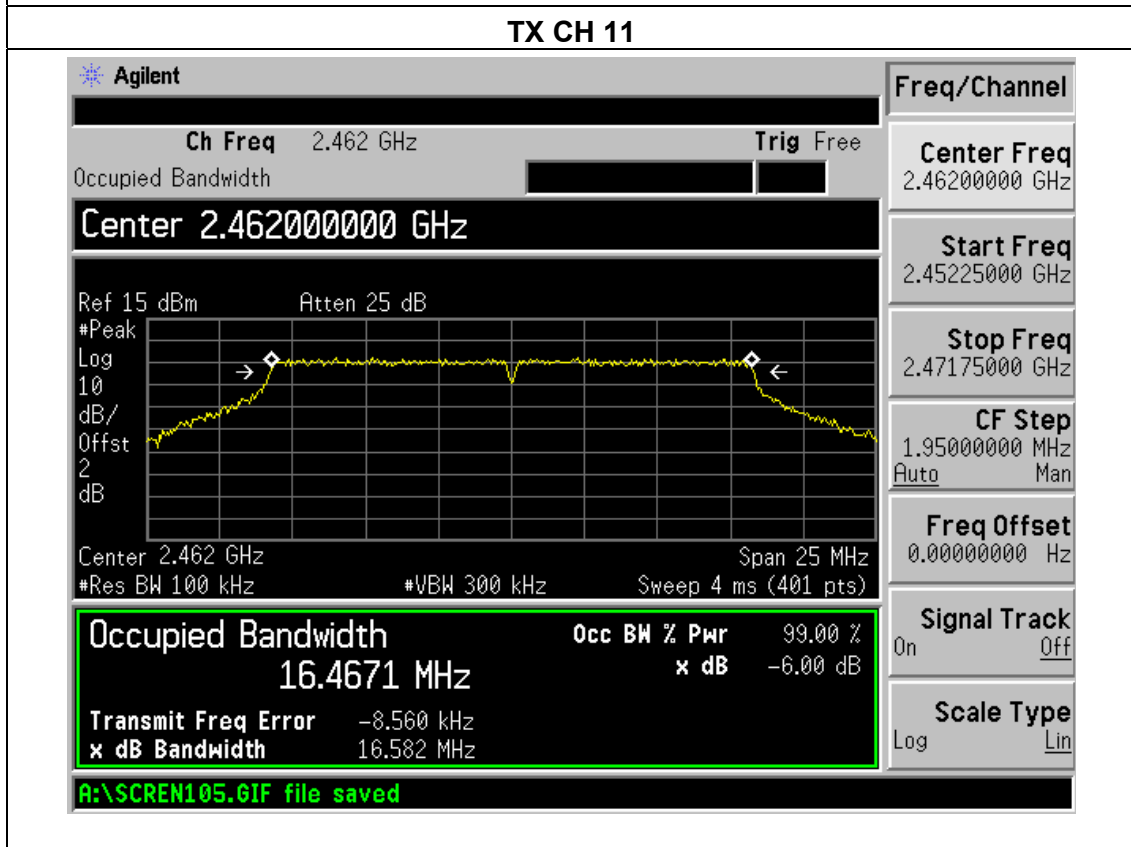 TX CH 11
Agilent
Freq/Channel
Ch Freq 2.462 GHz Trig Free
Occupied Bandwidth
Center 2.462000000 GHz
Ref 15 dBm Atten 25 dB
#Peak
Log
10
dB/
Offst
2
dB
Center 2.462 GHz Span 25 MHz
#Res BW 100 kHz #VBW 300 kHz Sweep 4 ms (401 pts)
Occupied Bandwidth
16.4671 MHz
Occ BW % Pwr 99.00 %
x dB -6.00 dB
Transmit Freq Error -8.560 kHz
x dB Bandwidth 16.582 MHz
A:\SCREN105.GIF file saved
Center Freq
2.46200000 GHz
Start Freq
2.45225000 GHz
Stop Freq
2.47175000 GHz
CF Step
1.95000000 MHz
Auto Man
Freq Offset
0.00000000 Hz
Signal Track
On Off
Scale Type
Log Lin